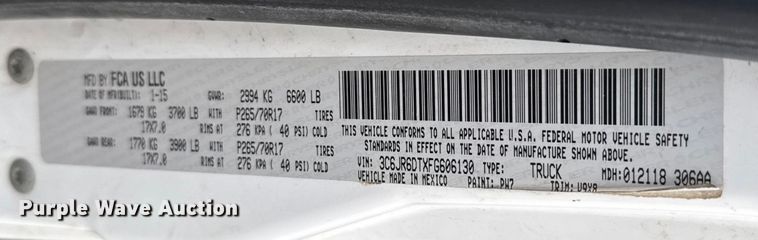 MFD BY FCA US LLC
DATE OF MFR(BUILT): 1-15 GVWR: 2994 KG 6600 LB
GAWR FRONT: 1679 KG 3700 LB WITH P265/70R17 TIRES
17X7.0 RIMS AT 276 KPA ( 40 PSI) COLD
GAWR REAR: 1770 KG 3900 LB WITH P265/70R17 TIRES
17X7.0 RIMS AT 276 KPA ( 40 PSI) COLD
THIS VEHICLE CONFORMS TO ALL APPLICABLE U.S.A. FEDERAL MOTOR VEHICLE SAFETY
STANDARDS IN EFFECT ON THE DATE OF MANUFACTURE SHOWN ABOVE.
VIN: 3C6JR6DTXFG606130 TYPE: TRUCK MDH: 012118 306AA
VEHICLE MADE IN MEXICO PAINT: PW7 TRIM: V9X8
Purple Wave Auction